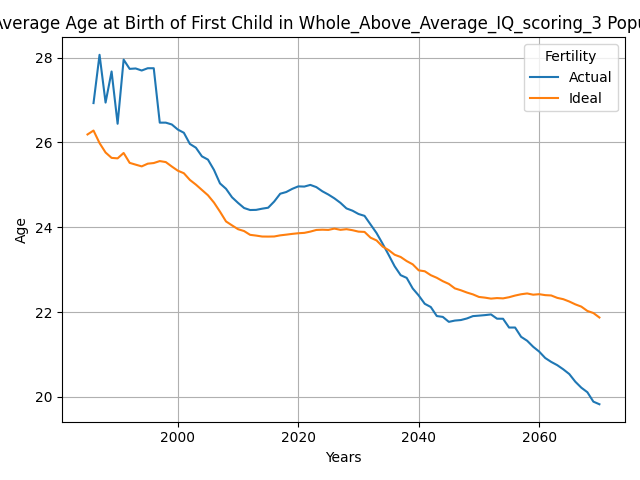 Average Age at Birth of First Child in Whole_Above_Average_IQ_scoring_3 Popu
Fertility
Actual
Ideal
28
26
24
22
20
Age
2000
2020
2040
2060
Years